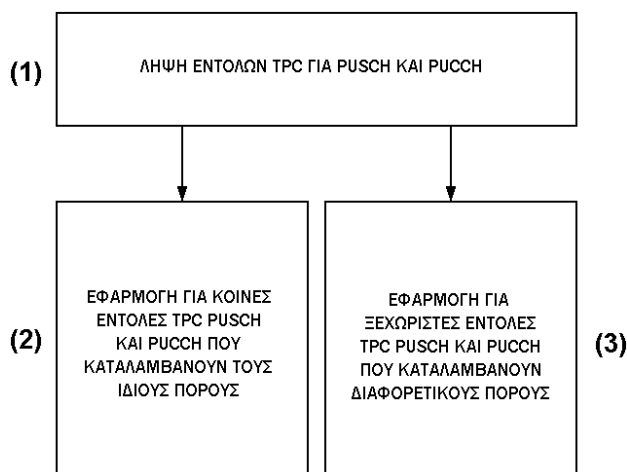 (1)
ΛΗΨΗ ΕΝΤΟΛΩΝ TPC ΓΙΑ PUSCH ΚΑΙ PUCCH
(2)
ΕΦΑΡΜΟΓΗ ΓΙΑ ΚΟΙΝΕΣ
ΕΝΤΟΛΕΣ TPC PUSCH
ΚΑΙ PUCCH ΠΟΥ
ΚΑΤΑΛΑΜΒΑΝΟΥΝ ΤΟΥΣ
ΙΔΙΟΥΣ ΠΟΡΟΥΣ
ΕΦΑΡΜΟΓΗ ΓΙΑ
ΞΕΧΩΡΙΣΤΕΣ ΕΝΤΟΛΕΣ
TPC PUSCH ΚΑΙ PUCCH
ΠΟΥ ΚΑΤΑΛΑΜΒΑΝΟΥΝ
ΔΙΑΦΟΡΕΤΙΚΟΥΣ ΠΟΡΟΥΣ
(3)